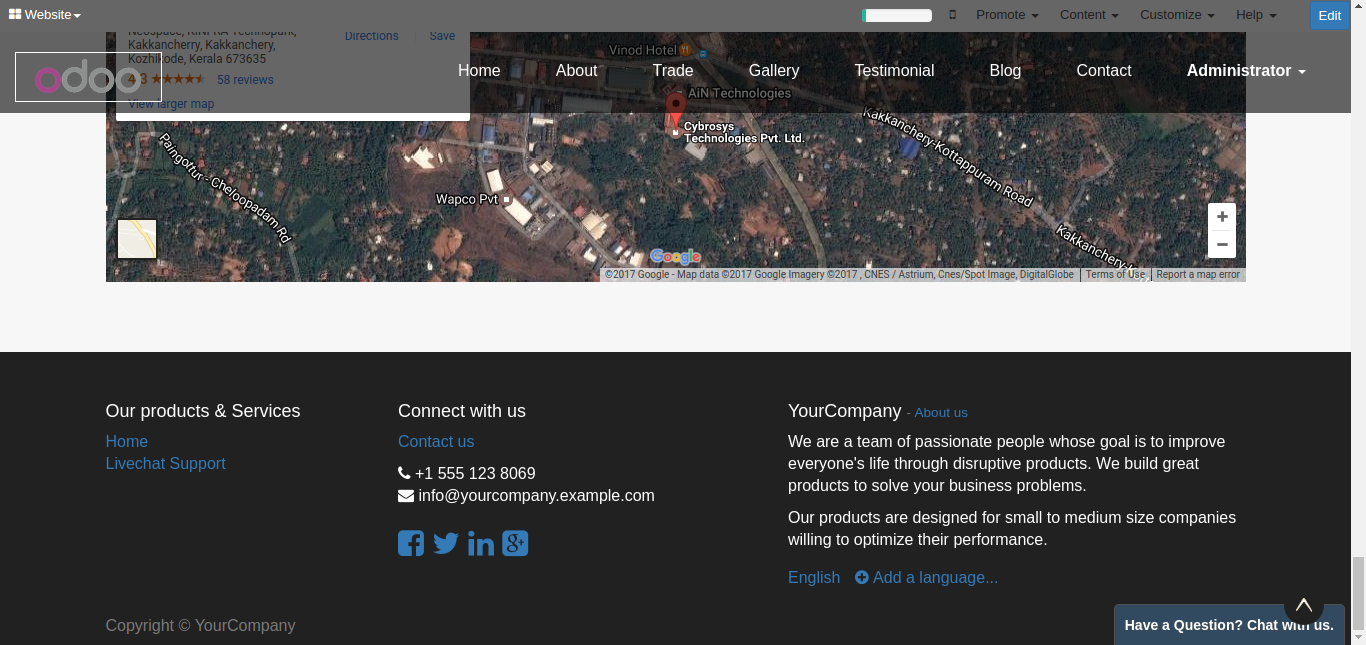 Website
Promote Content Customize Help Edit
Neospace, KINFRA Technopark,
Kakkancherry, Kakkanchery,
Kozhikode, Kerala 673635
Directions Save
4.3 58 reviews
View larger map
odoo
Home About Trade Gallery Testimonial Blog Contact Administrator
Vinod Hotel
AiN Technologies
Cybrosys
Technologies Pvt. Ltd.
Kakkanchery-Kottappuram Road
Paingottur - Cheloopadam Rd
Wapco Pvt
Google
©2017 Google - Map data ©2017 Google Imagery ©2017 , CNES / Astrium, Cnes/Spot Image, DigitalGlobe Terms of Use Report a map error
Our products & Services
Home
Livechat Support
Connect with us
Contact us
+1 555 123 8069
info@yourcompany.example.com
YourCompany - About us
We are a team of passionate people whose goal is to improve
everyone's life through disruptive products. We build great
products to solve your business problems.
Our products are designed for small to medium size companies
willing to optimize their performance.
English Add a language...
Copyright © YourCompany
Have a Question? Chat with us.